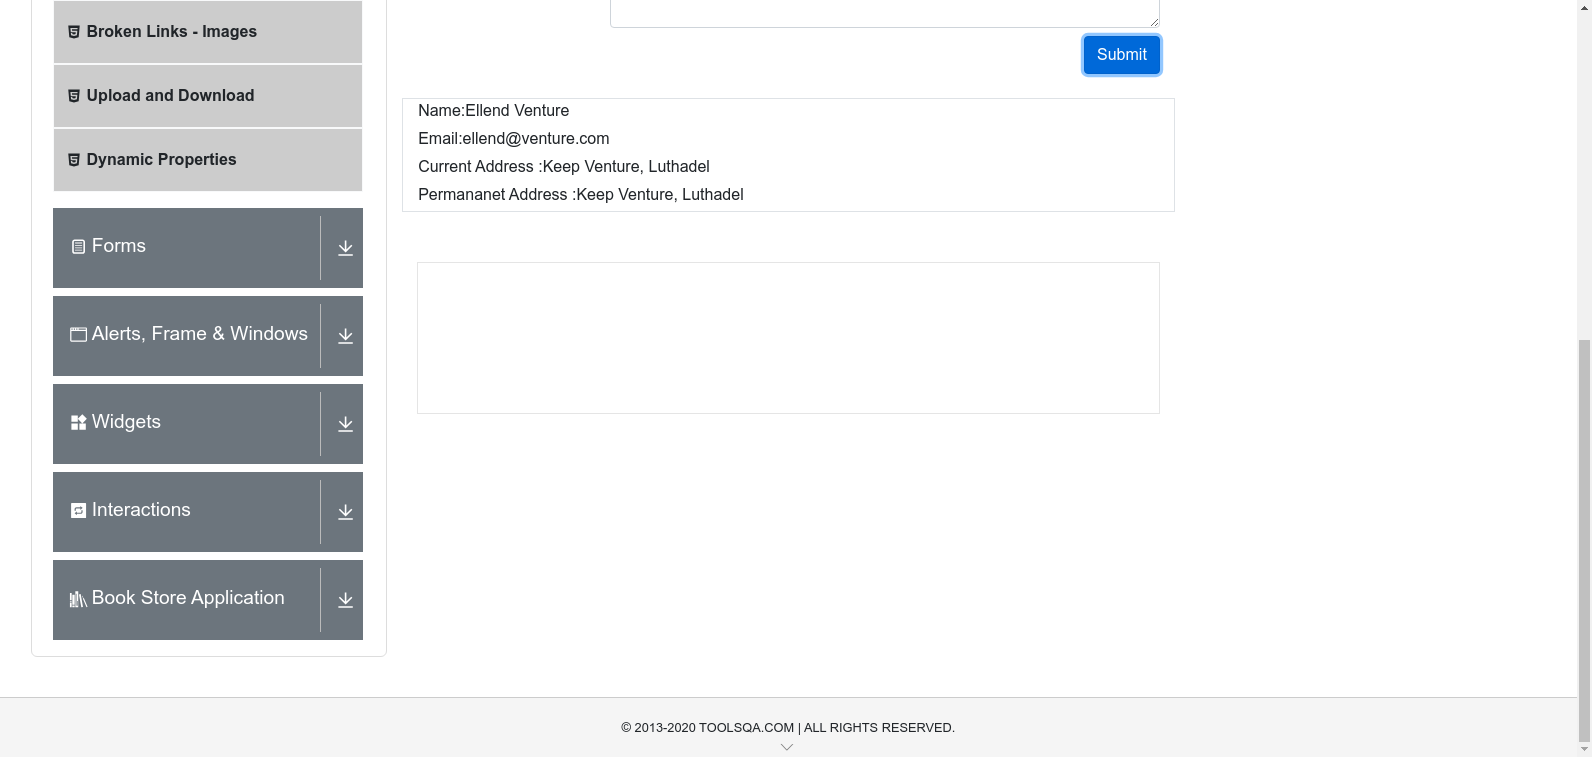 Broken Links - Images
Upload and Download
Dynamic Properties
Forms
Alerts, Frame & Windows
Widgets
Interactions
Book Store Application
Submit
Name:Ellend Venture
Email:ellend@venture.com
Current Address :Keep Venture, Luthadel
Permananet Address :Keep Venture, Luthadel
© 2013-2020 TOOLSQA.COM | ALL RIGHTS RESERVED.